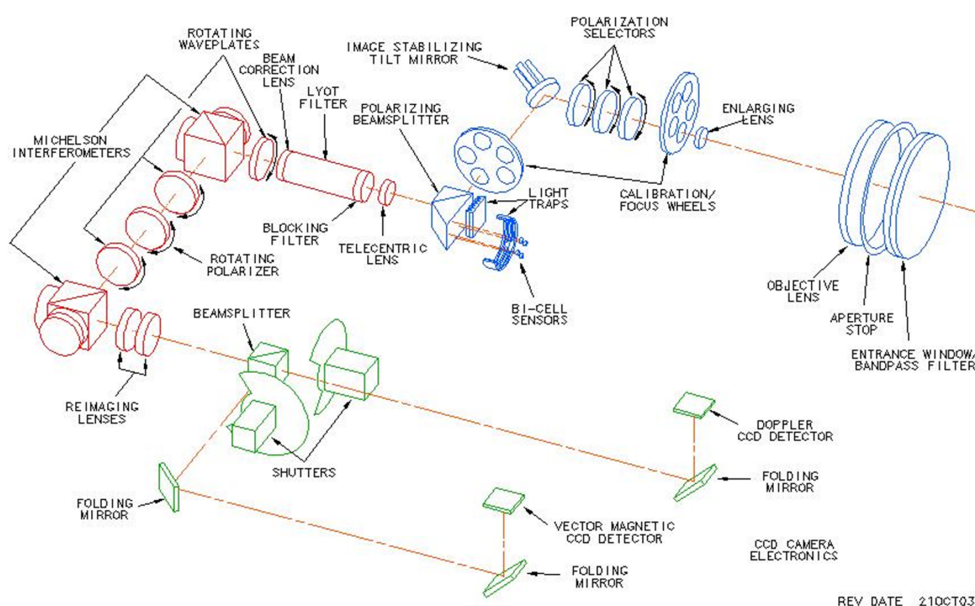 ROTATING
WAVEPLATES
BEAM
CORRECTION
LENS
LYOT
FILTER
IMAGE STABILIZING
TILT MIRROR
POLARIZATION
SELECTORS
POLARIZING
BEAMSPLITTER
ENLARGING
LENS
MICHELSON
INTERFEROMETERS
LIGHT
TRAPS
CALIBRATION/
FOCUS WHEELS
BLOCKING
FILTER
TELECENTRIC
LENS
ROTATING
POLARIZER
BI-CELL
SENSORS
OBJECTIVE
LENS
APERTURE
STOP
ENTRANCE WINDOW/
BANDPASS FILTER
BEAMSPLITTER
REIMAGING
LENSES
SHUTTERS
DOPPLER
CCD DETECTOR
FOLDING
MIRROR
FOLDING
MIRROR
VECTOR MAGNETIC
CCD DETECTOR
FOLDING
MIRROR
CCD CAMERA
ELECTRONICS
REV DATE 21OCT03